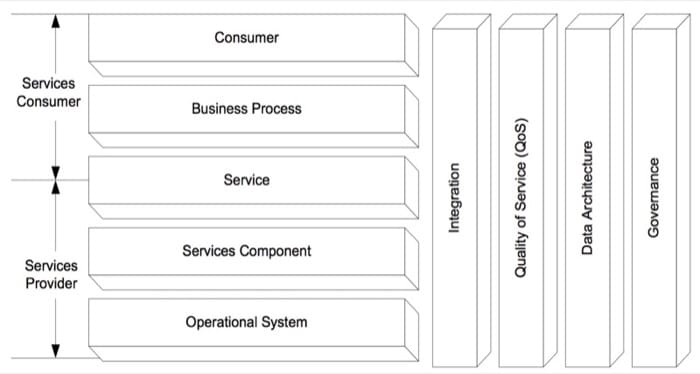 Consumer
Services
Consumer
Business Process
Service
Services Component
Services
Provider
Operational System
Integration
Quality of Service (QoS)
Data Architecture
Governance